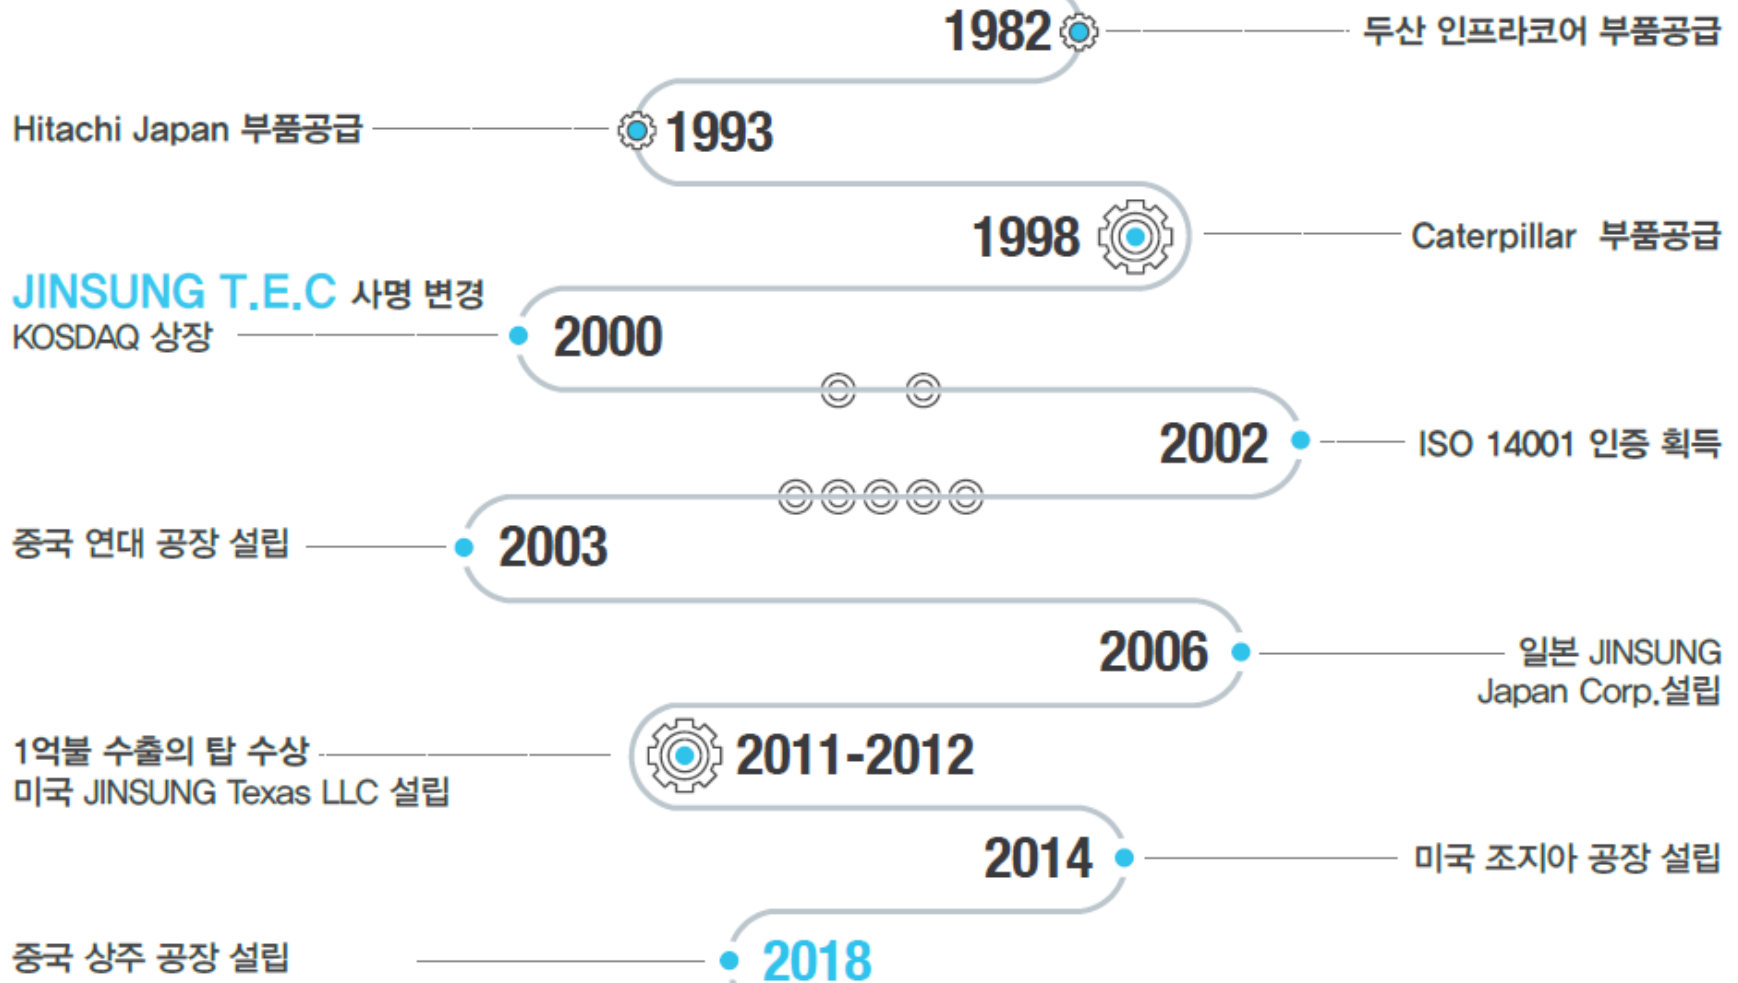 1982 두산 인프라코어 부품공급
Hitachi Japan 부품공급 1993
1998 Caterpillar 부품공급
JINSUNG T.E.C 사명 변경
KOSDAQ 상장 2000
2002 ISO 14001 인증 획득
중국 연대 공장 설립 2003
2006 일본 JINSUNG
Japan Corp.설립
1억불 수출의 탑 수상 2011-2012
미국 JINSUNG Texas LLC 설립
2014 미국 조지아 공장 설립
중국 상주 공장 설립 2018